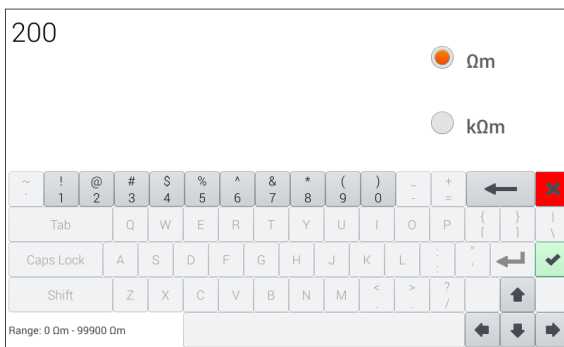 200
Ωm
kΩm
~ ! @ # $ % ^ & * ( ) _ +
` 1 2 3 4 5 6 7 8 9 0 - =
Tab Q W E R T Y U I O P { } |
[ ] \
Caps Lock A S D F G H J K L : "
; '
Shift Z X C V B N M < > ?
, . /
Range: 0 Ωm - 99900 Ωm